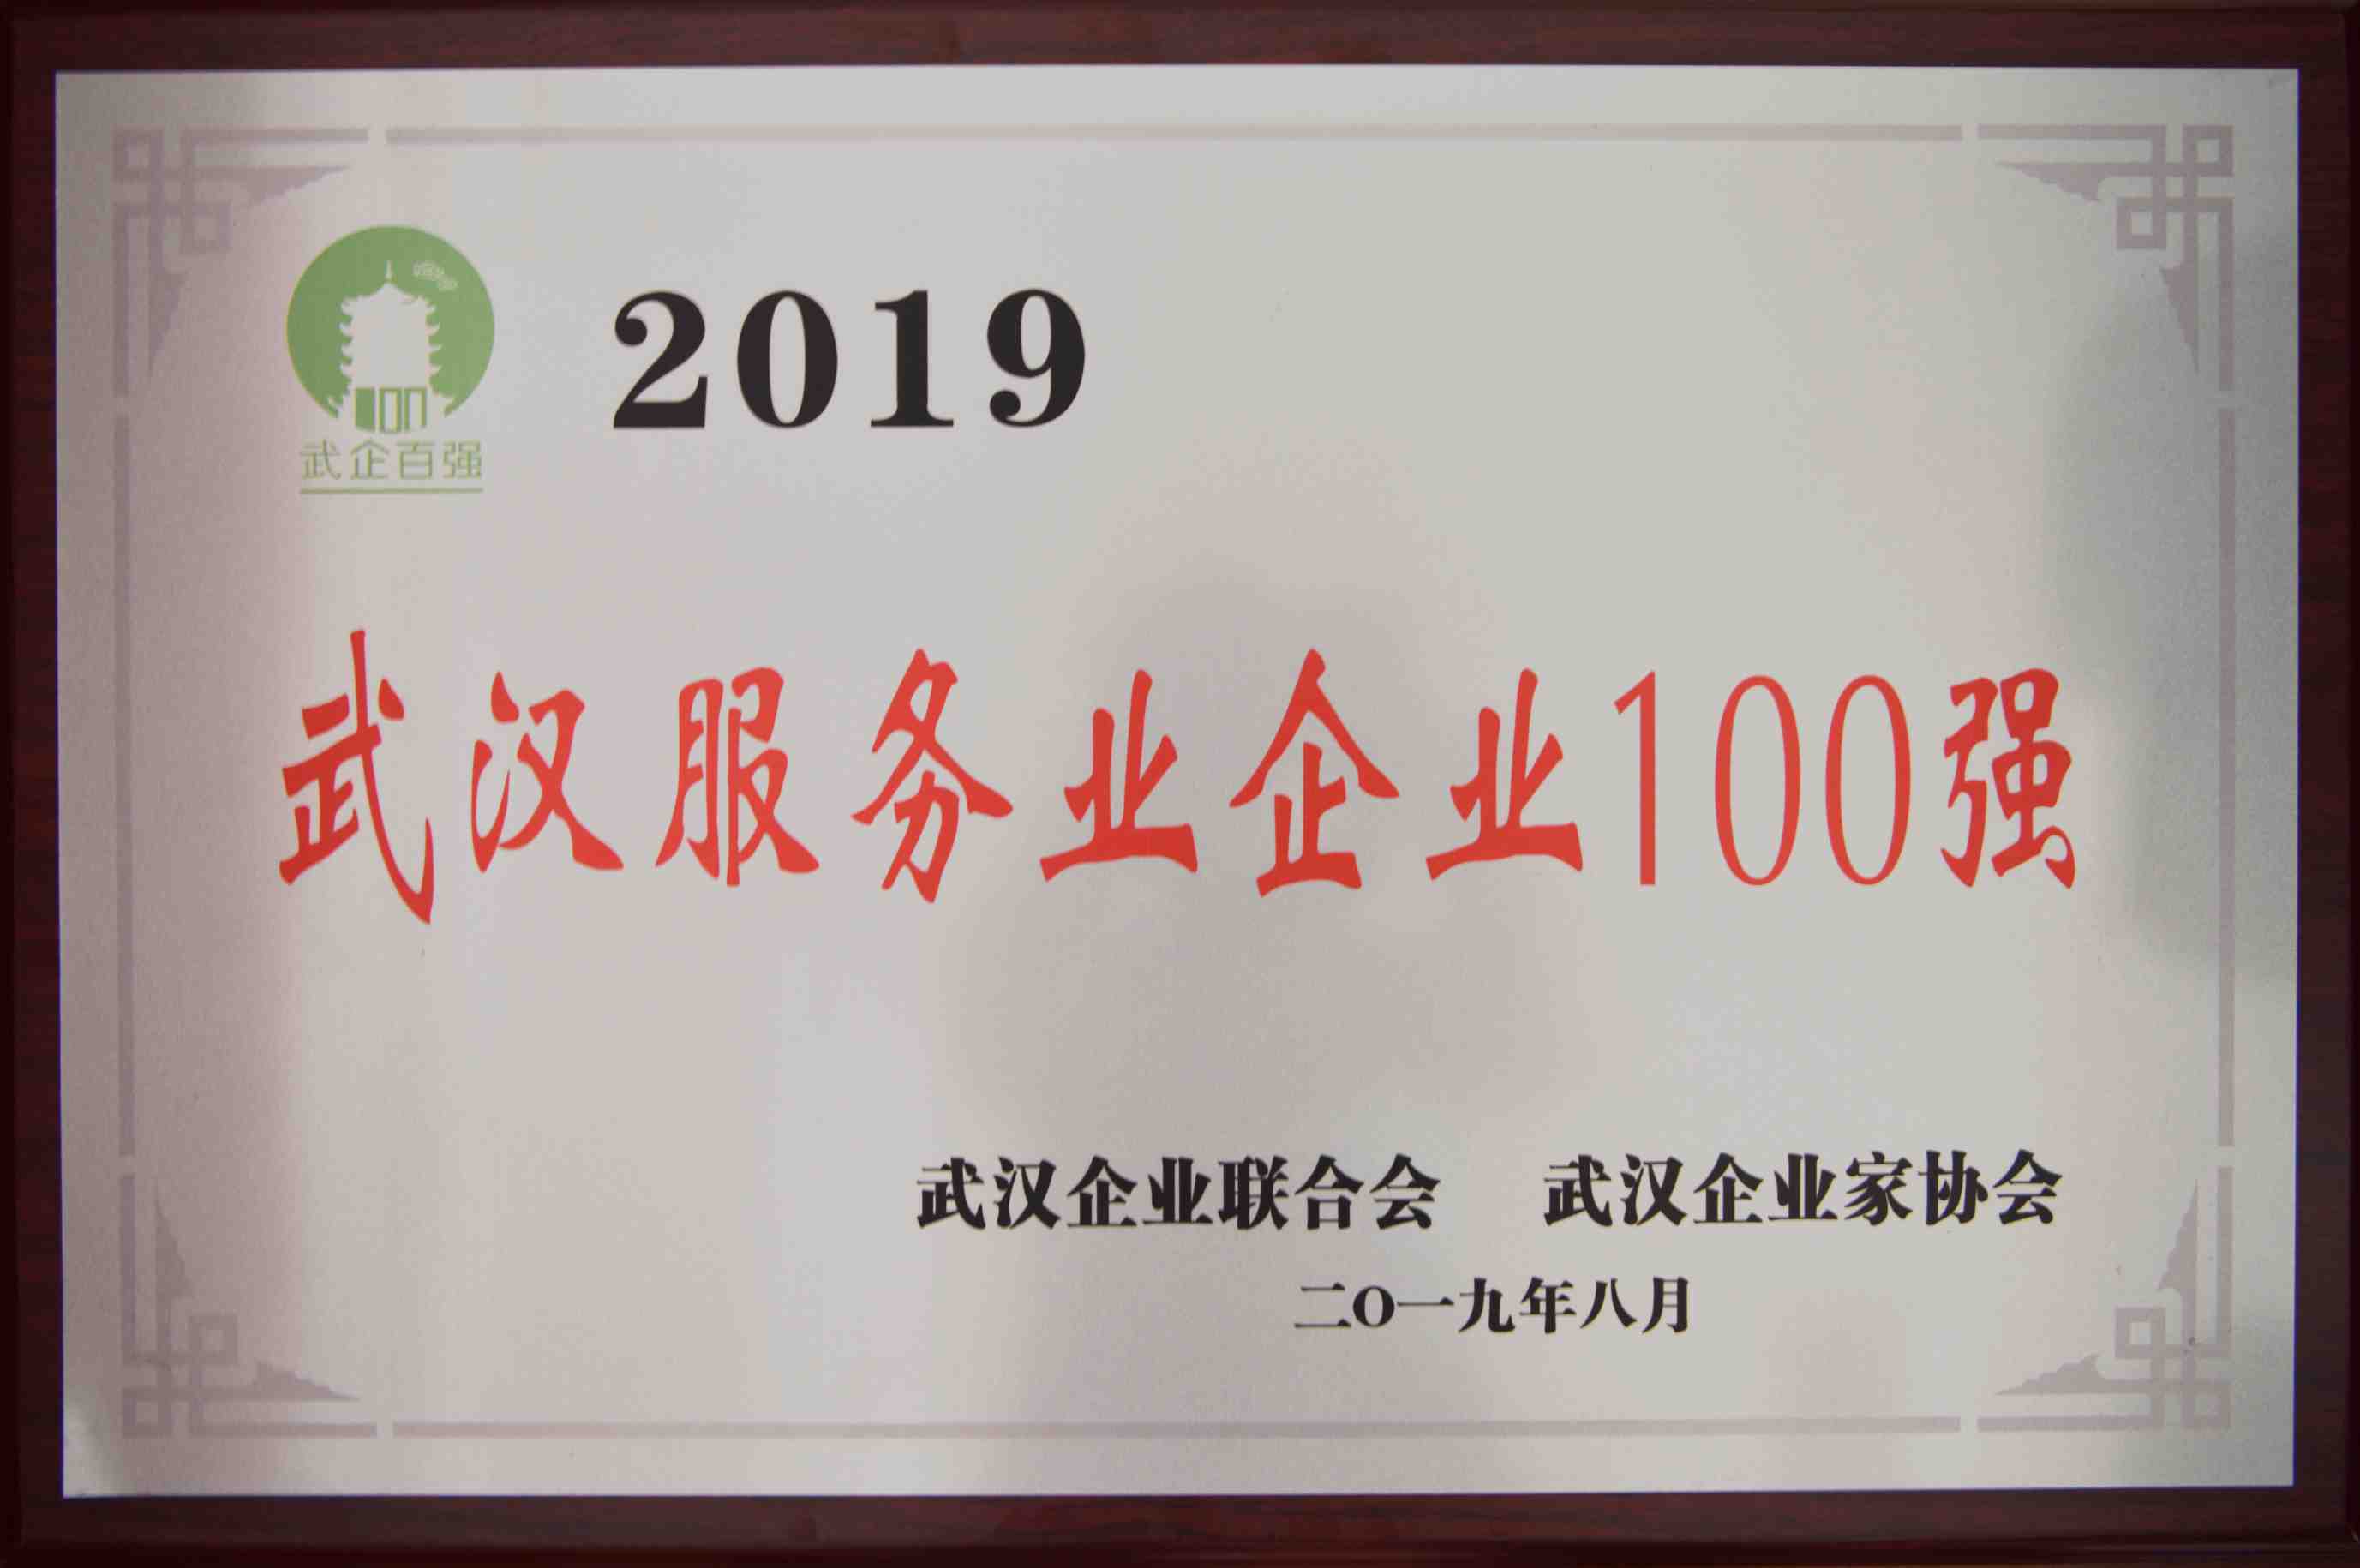 2019
武企百强
武汉服务业企业100强
武汉企业联合会 武汉企业家协会
二O一九年八月